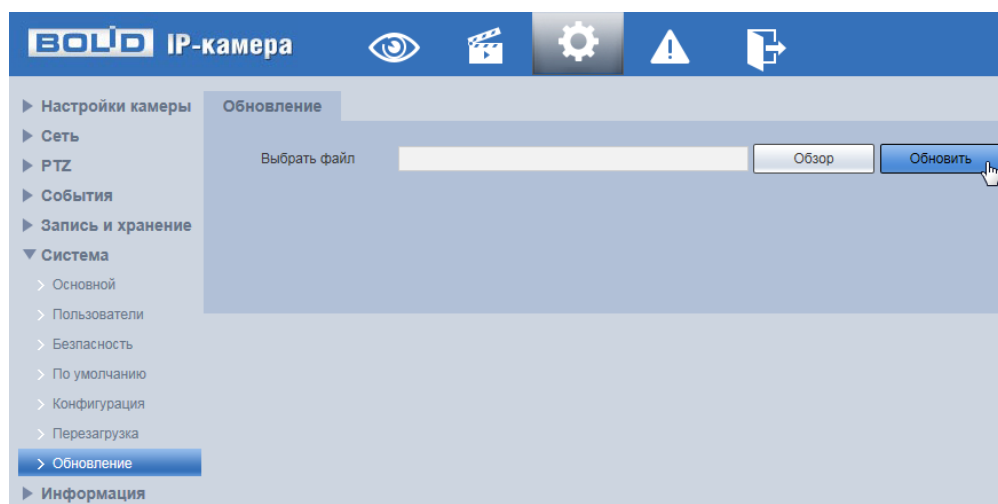 BOLID IP-камера
Настройки камеры
Обновление
Сеть
Выбрать файл
Обзор
Обновить
PTZ
События
Запись и хранение
Система
Основной
Пользователи
Безпасность
По умолчанию
Конфигурация
Перезагрузка
Обновление
Информация